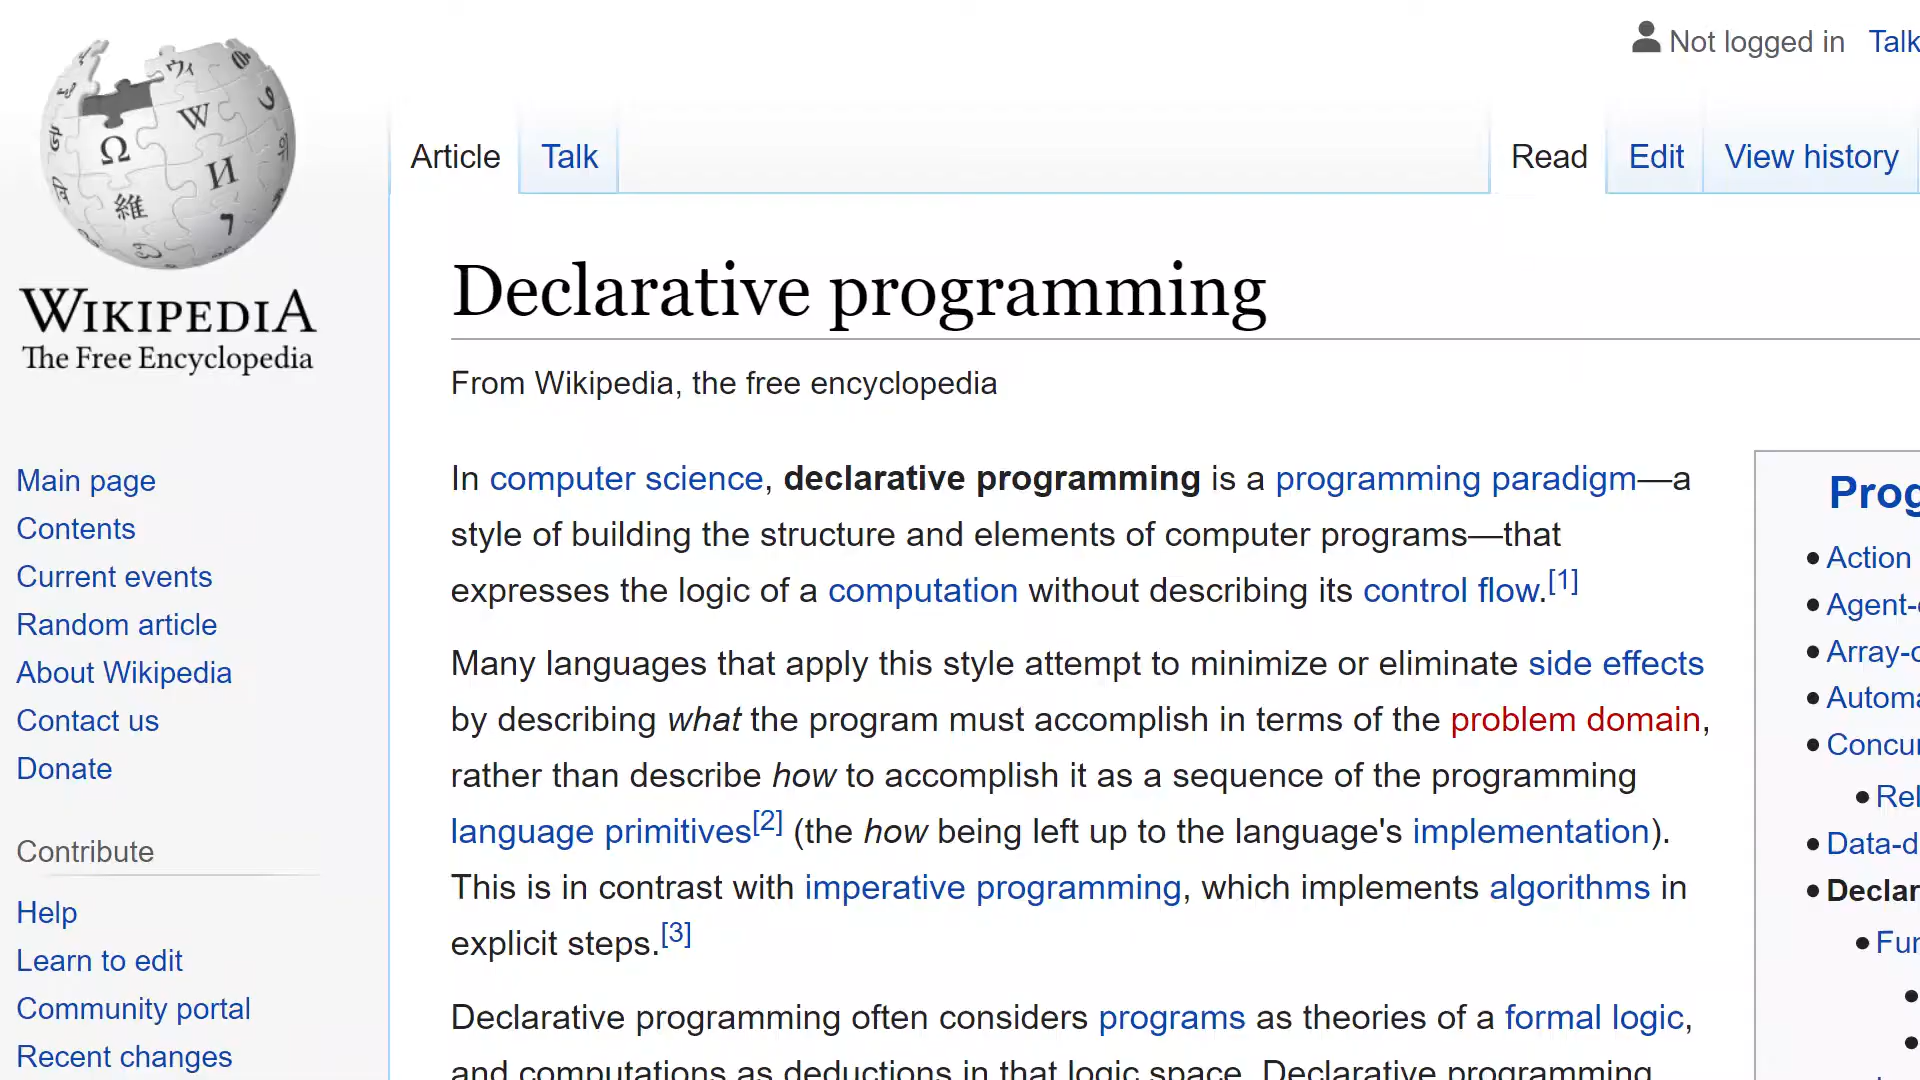 Not logged in Talk
Article Talk Read Edit View history
WIKIPEDIA
The Free Encyclopedia
Main page
Contents
Current events
Random article
About Wikipedia
Contact us
Donate
Contribute
Help
Learn to edit
Community portal
Recent changes
Declarative programming
From Wikipedia, the free encyclopedia
In computer science, declarative programming is a programming paradigm—a
style of building the structure and elements of computer programs—that
expresses the logic of a computation without describing its control flow.[1]
Many languages that apply this style attempt to minimize or eliminate side effects
by describing what the program must accomplish in terms of the problem domain,
rather than describe how to accomplish it as a sequence of the programming
language primitives[2] (the how being left up to the language's implementation).
This is in contrast with imperative programming, which implements algorithms in
explicit steps.[3]
Declarative programming often considers programs as theories of a formal logic,
and computations as deductions in that logic space. Declarative programming
Prog
Action
Agent-
Array-
Automa
Concur
Rel
Data-d
Declar
Fun